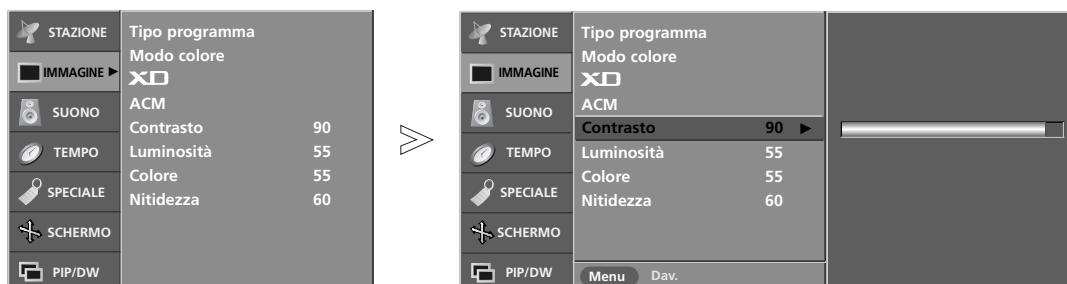 STAZIONE
IMMAGINE ►
SUONO
TEMPO
SPECIALE
SCHERMO
PIP/DW
Tipo programma
Modo colore
XD
ACM
Contrasto 90
Luminosità 55
Colore 55
Nitidezza 60
STAZIONE
IMMAGINE
SUONO
TEMPO
SPECIALE
SCHERMO
PIP/DW
Tipo programma
Modo colore
XD
ACM
Contrasto 90 ►
Luminosità 55
Colore 55
Nitidezza 60
Menu Dav.